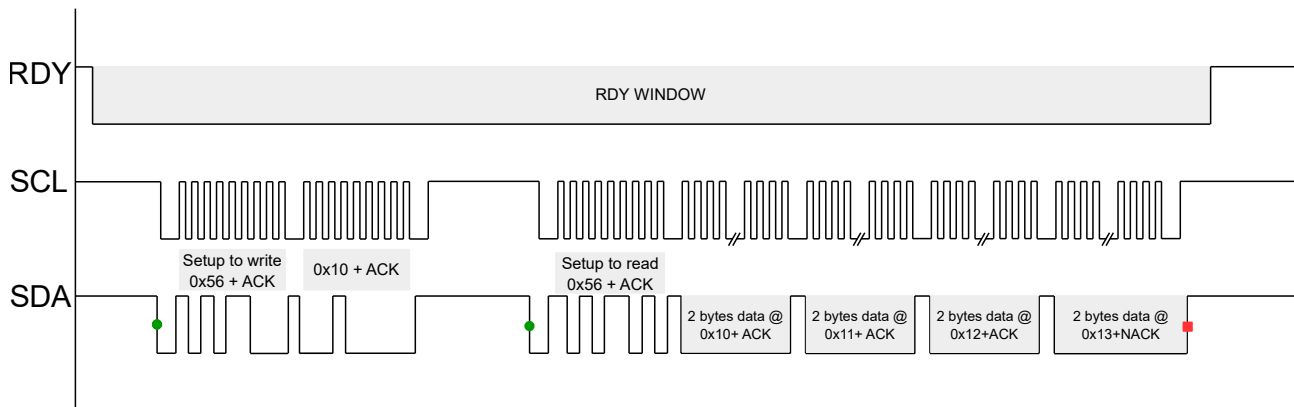 RDY
RDY WINDOW
SCL
Setup to write
0x56 + ACK
0x10 + ACK
Setup to read
0x56 + ACK
SDA
2 bytes data @
0x10+ ACK
2 bytes data @
0x11+ ACK
2 bytes data @
0x12+ACK
2 bytes data @
0x13+NACK